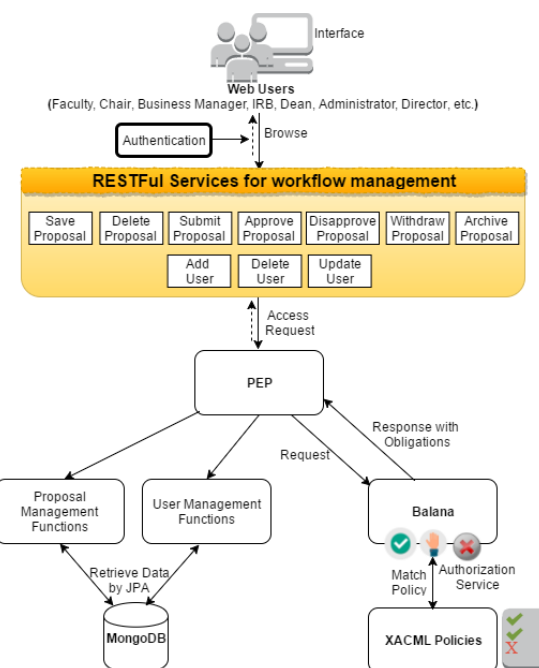 Interface
Web Users
(Faculty, Chair, Business Manager, IRB, Dean, Administrator, Director, etc.)
Authentication
Browse
RESTFul Services for workflow management
Save
Proposal
Delete
Proposal
Submit
Proposal
Approve
Proposal
Disapprove
Proposal
Withdraw
Proposal
Archive
Proposal
Add
User
Delete
User
Update
User
Access
Request
PEP
Response with
Obligations
Request
Proposal
Management
Functions
User Management
Functions
Balana
Retrieve Data
by JPA
Match
Policy
Authorization
Service
MongoDB
XACML Policies
X